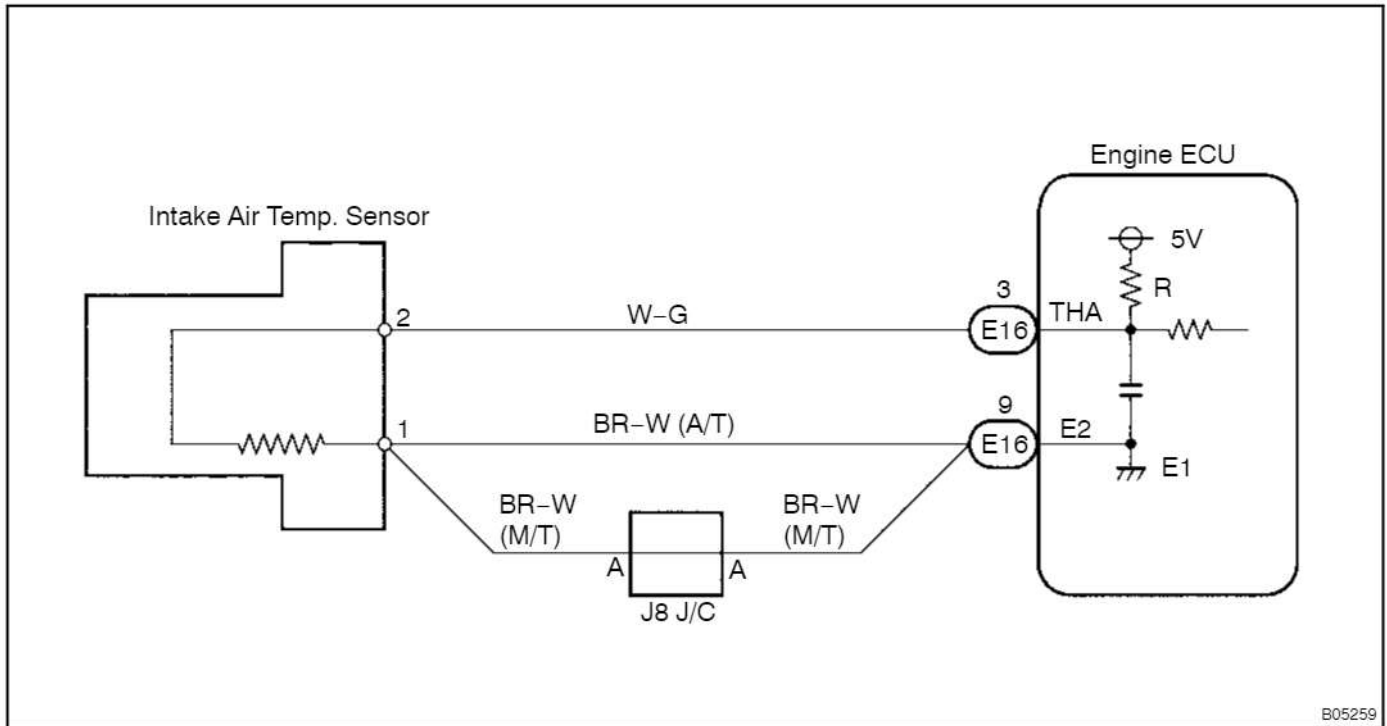 Engine ECU
Intake Air Temp. Sensor
5V
R
3
2
W–G
E16
THA
9
1
BR–W (A/T)
E16
E2
E1
BR–W
(M/T)
BR–W
(M/T)
A
A
J8 J/C
B05259